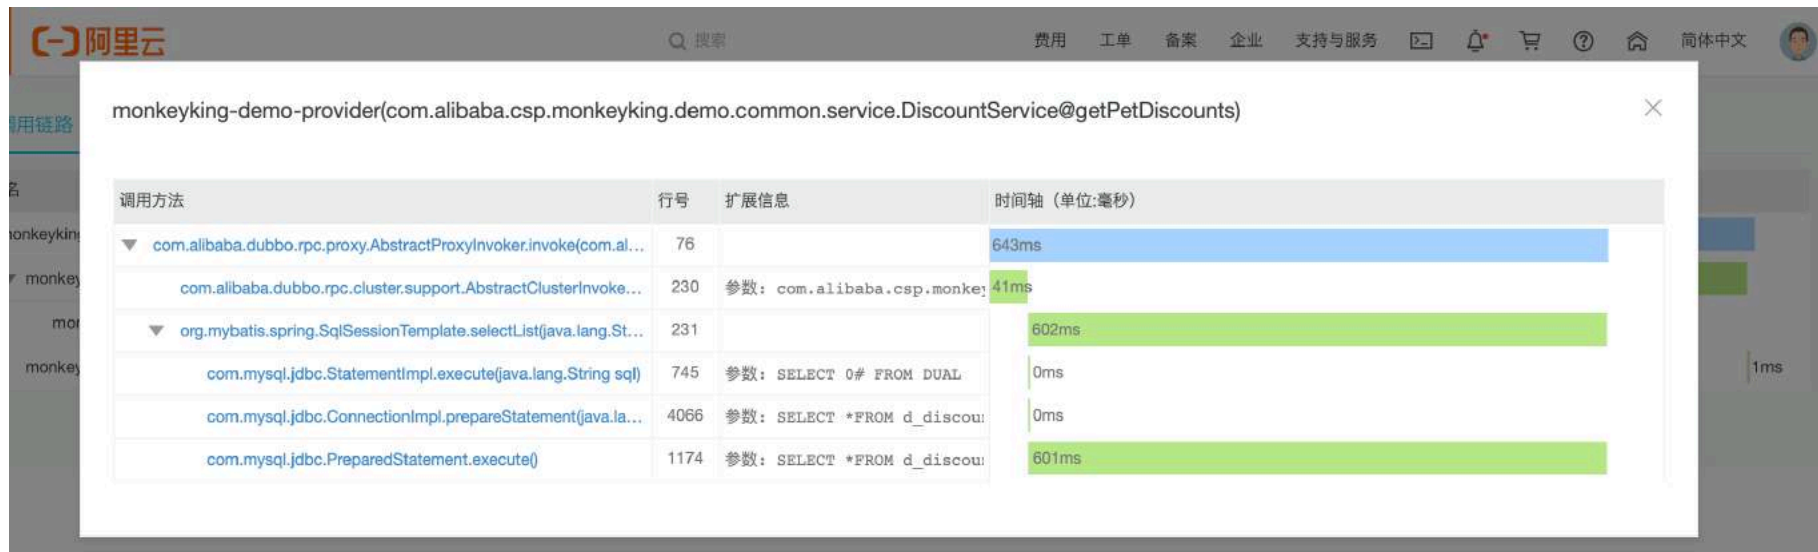 阿里云
搜索 费用 工单 备案 企业 支持与服务 简体中文
monkeyking-demo-provider(com.alibaba.csp.monkeyking.demo.common.service.DiscountService@getPetDiscounts)
调用链路
名
调用方法 行号 扩展信息 时间轴(单位:毫秒)
onkeyking
com.alibaba.dubbo.rpc.proxy.AbstractProxyInvoker.invoke(com.al... 76 643ms
monkey
com.alibaba.dubbo.rpc.cluster.support.AbstractClusterInvoke... 230 参数: com.alibaba.csp.monkey 41ms
mon
org.mybatis.spring.SqlSessionTemplate.selectList(java.lang.St... 231 602ms
monkey
com.mysql.jdbc.StatementImpl.execute(java.lang.String sql) 745 参数: SELECT 0# FROM DUAL 0ms
1ms
com.mysql.jdbc.ConnectionImpl.prepareStatement(java.la... 4066 参数: SELECT *FROM d_discou 0ms
com.mysql.jdbc.PreparedStatement.execute() 1174 参数: SELECT *FROM d_discou 601ms